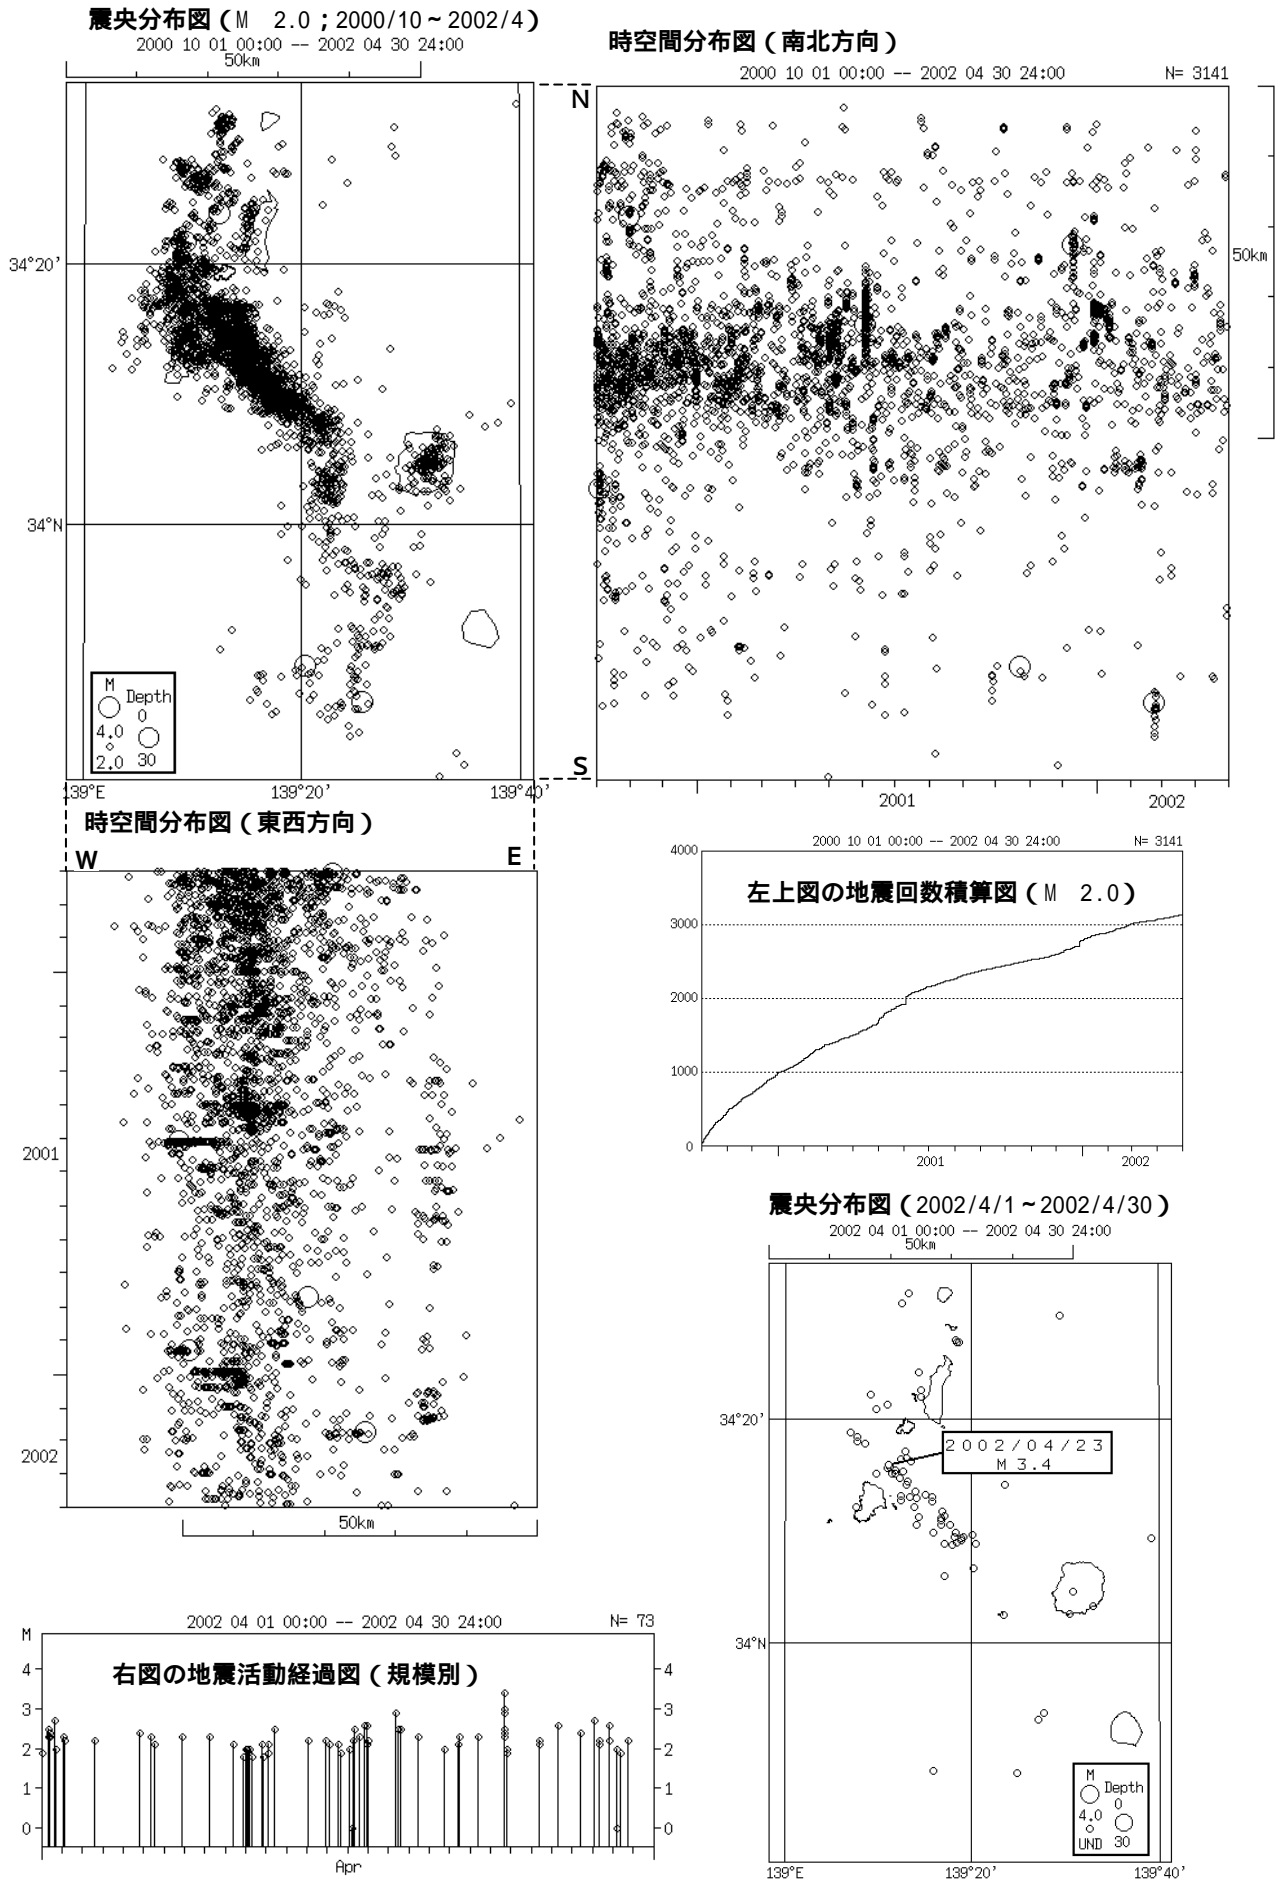 震央分布図（M　2.0；2000/10～2002/4）
2000 10 01 00:00 -- 2002 04 30 24:00
50km
34°20'
34°N
M
Depth
0
4.0
2.0
30
139°E
139°20'
139°40'
時空間分布図（南北方向）
2000 10 01 00:00 -- 2002 04 30 24:00
N= 3141
N
S
50km
2001
2002
時空間分布図（東西方向）
W
E
2001
2002
50km
2000 10 01 00:00 -- 2002 04 30 24:00
N= 3141
左上図の地震回数積算図（M　2.0）
4000
3000
2000
1000
0
2001
2002
震央分布図（2002/4/1～2002/4/30）
2002 04 01 00:00 -- 2002 04 30 24:00
50km
34°20'
2002/04/23
M 3.4
34°N
M
Depth
0
4.0
UND
30
139°E
139°20'
139°40'
2002 04 01 00:00 -- 2002 04 30 24:00
N= 73
M
右図の地震活動経過図（規模別）
4
3
2
1
0
4
3
2
1
0
Apr